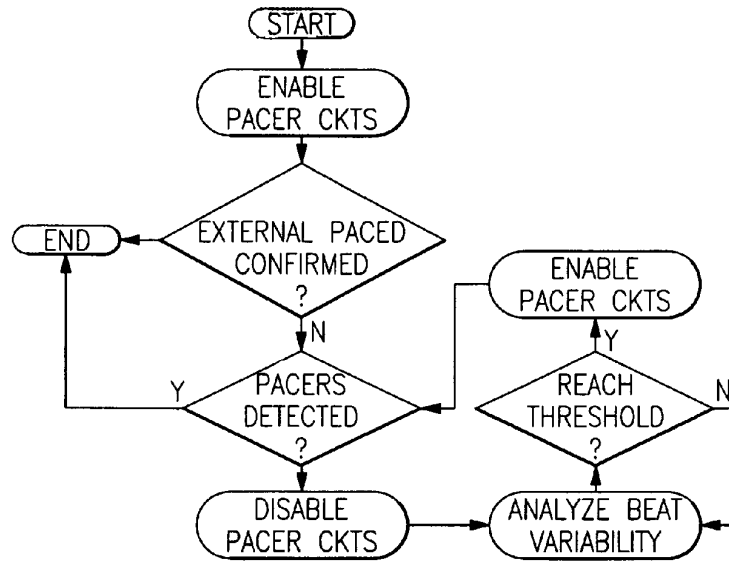 START
ENABLE
PACER CKTS
EXTERNAL PACED
CONFIRMED
?
END
N
ENABLE
PACER CKTS
Y
PACERS
DETECTED
?
Y
REACH
THRESHOLD
?
N
DISABLE
PACER CKTS
ANALYZE BEAT
VARIABILITY